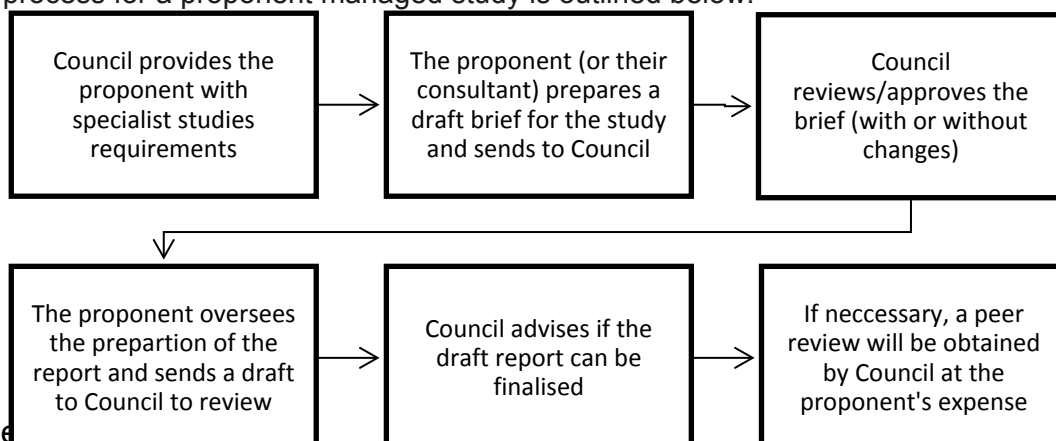 process for a proponent managed study is outlined below.
Council provides the
proponent with
specialist studies
requirements
The proponent (or their
consultant) prepares a
draft brief for the study
and sends to Council
Council
reviews/approves the
brief (with or without
changes)
The proponent oversees
the prepartion of the
report and sends a draft
to Council to review
Council advises if the
draft report can be
finalised
If neccessary, a peer
review will be obtained
by Council at the
proponent's expense